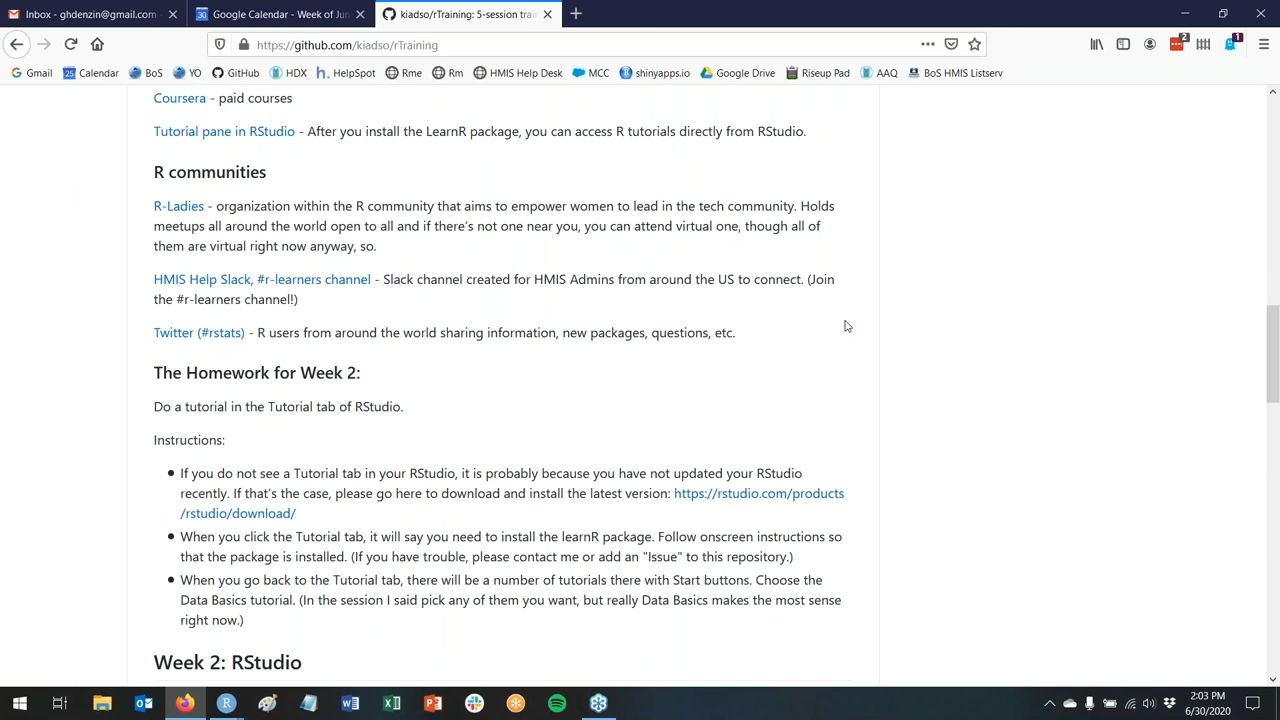 Inbox - ghdenzin@gmail.com
Google Calendar - Week of Jun
kiadso/rTraining: 5-session trai
https://github.com/kiadso/rTraining
2
1
Gmail
Calendar
BoS
YO
GitHub
HDX
HelpSpot
Rme
Rm
HMIS Help Desk
MCC
shinyapps.io
Google Drive
Riseup Pad
AAQ
BoS HMIS Listserv
Coursera - paid courses
Tutorial pane in RStudio - After you install the LearnR package, you can access R tutorials directly from RStudio.
R communities
R-Ladies - organization within the R community that aims to empower women to lead in the tech community. Holds
meetups all around the world open to all and if there's not one near you, you can attend virtual one, though all of
them are virtual right now anyway, so.
HMIS Help Slack, #r-learners channel - Slack channel created for HMIS Admins from around the US to connect. (Join
the #r-learners channel!)
Twitter (#rstats) - R users from around the world sharing information, new packages, questions, etc.
The Homework for Week 2:
Do a tutorial in the Tutorial tab of RStudio.
Instructions:
If you do not see a Tutorial tab in your RStudio, it is probably because you have not updated your RStudio
recently. If that's the case, please go here to download and install the latest version: https://rstudio.com/products
/rstudio/download/
When you click the Tutorial tab, it will say you need to install the learnR package. Follow onscreen instructions so
that the package is installed. (If you have trouble, please contact me or add an "Issue" to this repository.)
When you go back to the Tutorial tab, there will be a number of tutorials there with Start buttons. Choose the
Data Basics tutorial. (In the session I said pick any of them you want, but really Data Basics makes the most sense
right now.)
Week 2: RStudio
2:03 PM
6/30/2020